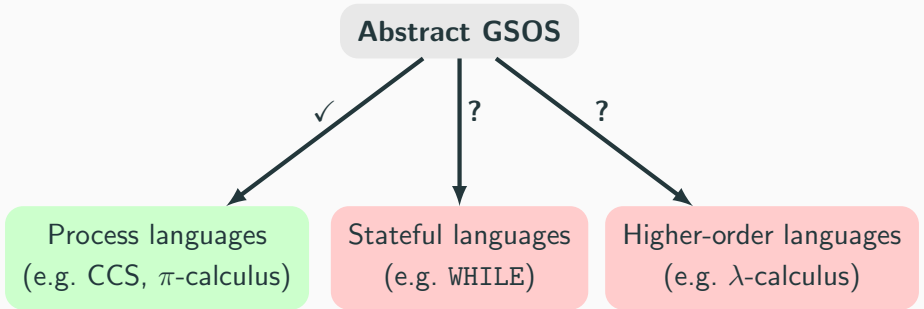 Abstract GSOS
✓ ? ?
Process languages
(e.g. CCS, π-calculus)
Stateful languages
(e.g. WHILE)
Higher-order languages
(e.g. λ-calculus)